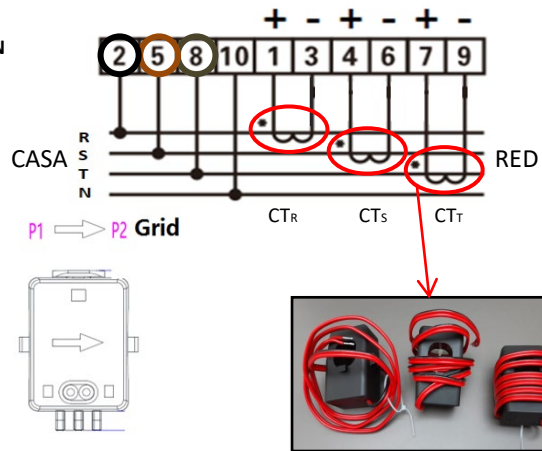 + - + - + -
N
2 5 8 10 1 3 4 6 7 9
R
S
T
N
CASA
RED
CTR CTS CTT
P1 P2 Grid